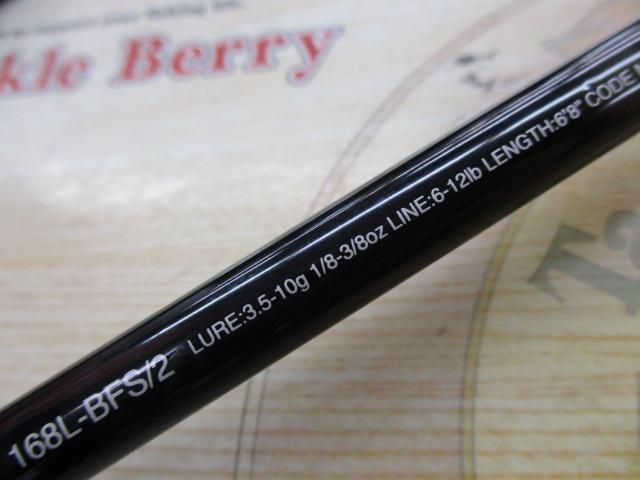 kle Berry
168L-BFS/2 LURE:3.5-10g 1/8-3/8oz LINE:6-12lb LENGTH:6'8" CODE